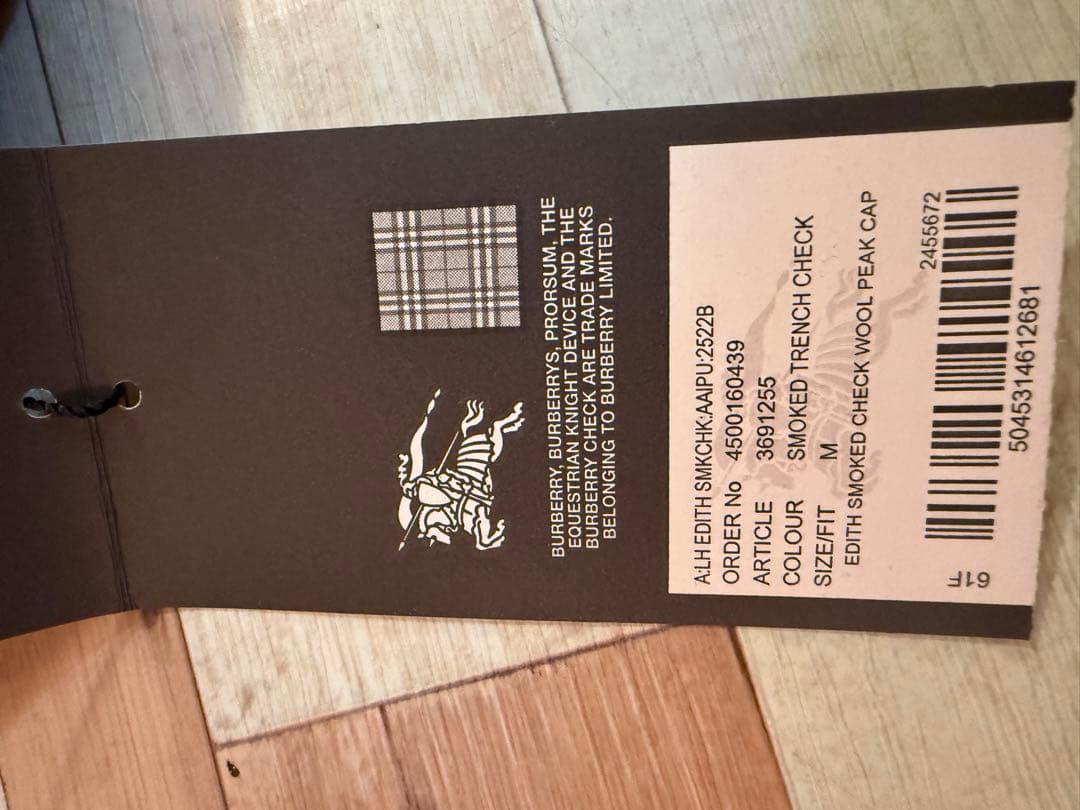 BURBERRY, BURBERRYS, PRORSUM, THE
EQUESTRIAN KNIGHT DEVICE AND THE
BURBERRY CHECK ARE TRADE MARKS
BELONGING TO BURBERRY LIMITED.
A:LH EDITH SMKCHK:AAIPU:2522B
ORDER No 4500160439
ARTICLE 3691255
COLOUR SMOKED TRENCH CHECK
SIZE/FIT M
EDITH SMOKED CHECK WOOL PEAK CAP
2455672
61F
5045314612681